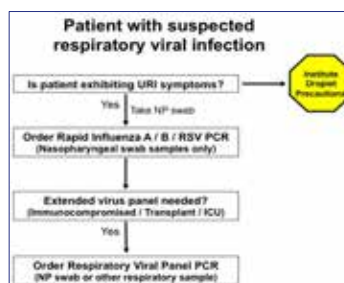 Patient with suspected
respiratory viral infection
Is patient exhibiting URI symptoms?
Institute
Droplet
Precautions
Yes
Take NP swab
Order Rapid Influenza A / B / RSV PCR
(Nasopharyngeal swab samples only)
Extended virus panel needed?
(Immunocompromised / Transplant / ICU)
Yes
Order Respiratory Viral Panel PCR
(NP swab or other respiratory sample)